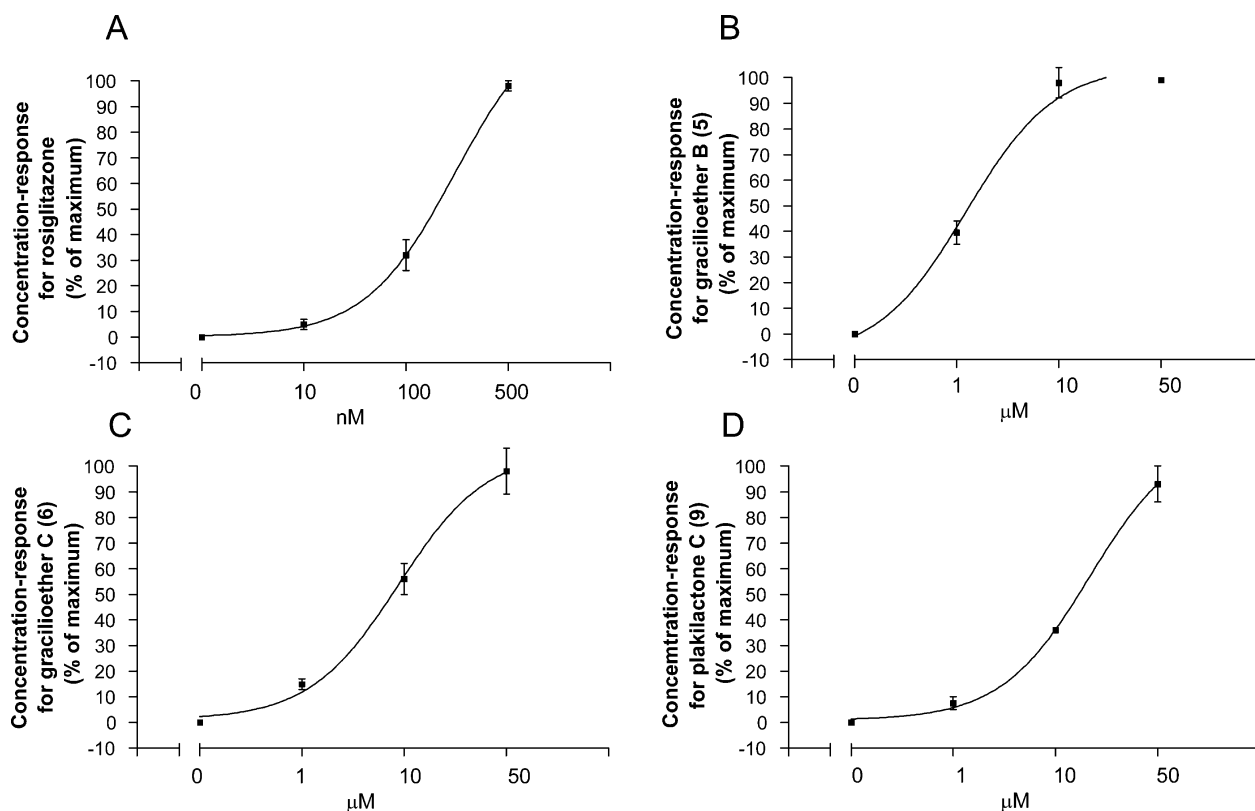 A
Concentration-response
for rosiglitazone
(% of maximum)
100
90
80
70
60
50
40
30
20
10
0
-10
0 10 100 500
nM
B
Concentration-response
for gracilioether B (5)
(% of maximum)
100
90
80
70
60
50
40
30
20
10
0
-10
0 1 10 50
μM
C
Concentration-response
for gracilioether C (6)
(% of maximum)
100
90
80
70
60
50
40
30
20
10
0
-10
0 1 10 50
μM
D
Concemtration-response
for plakilactone C (9)
(% of maximum)
100
90
80
70
60
50
40
30
20
10
0
-10
0 1 10 50
μM